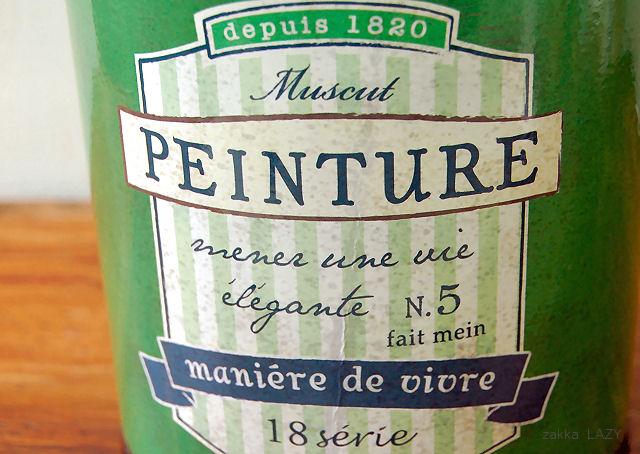 depuis 1820
Muscut
PEINTURE
mener une vie
élégante N.5
fait mein
maniére de vivre
18 série
zakka LAZY